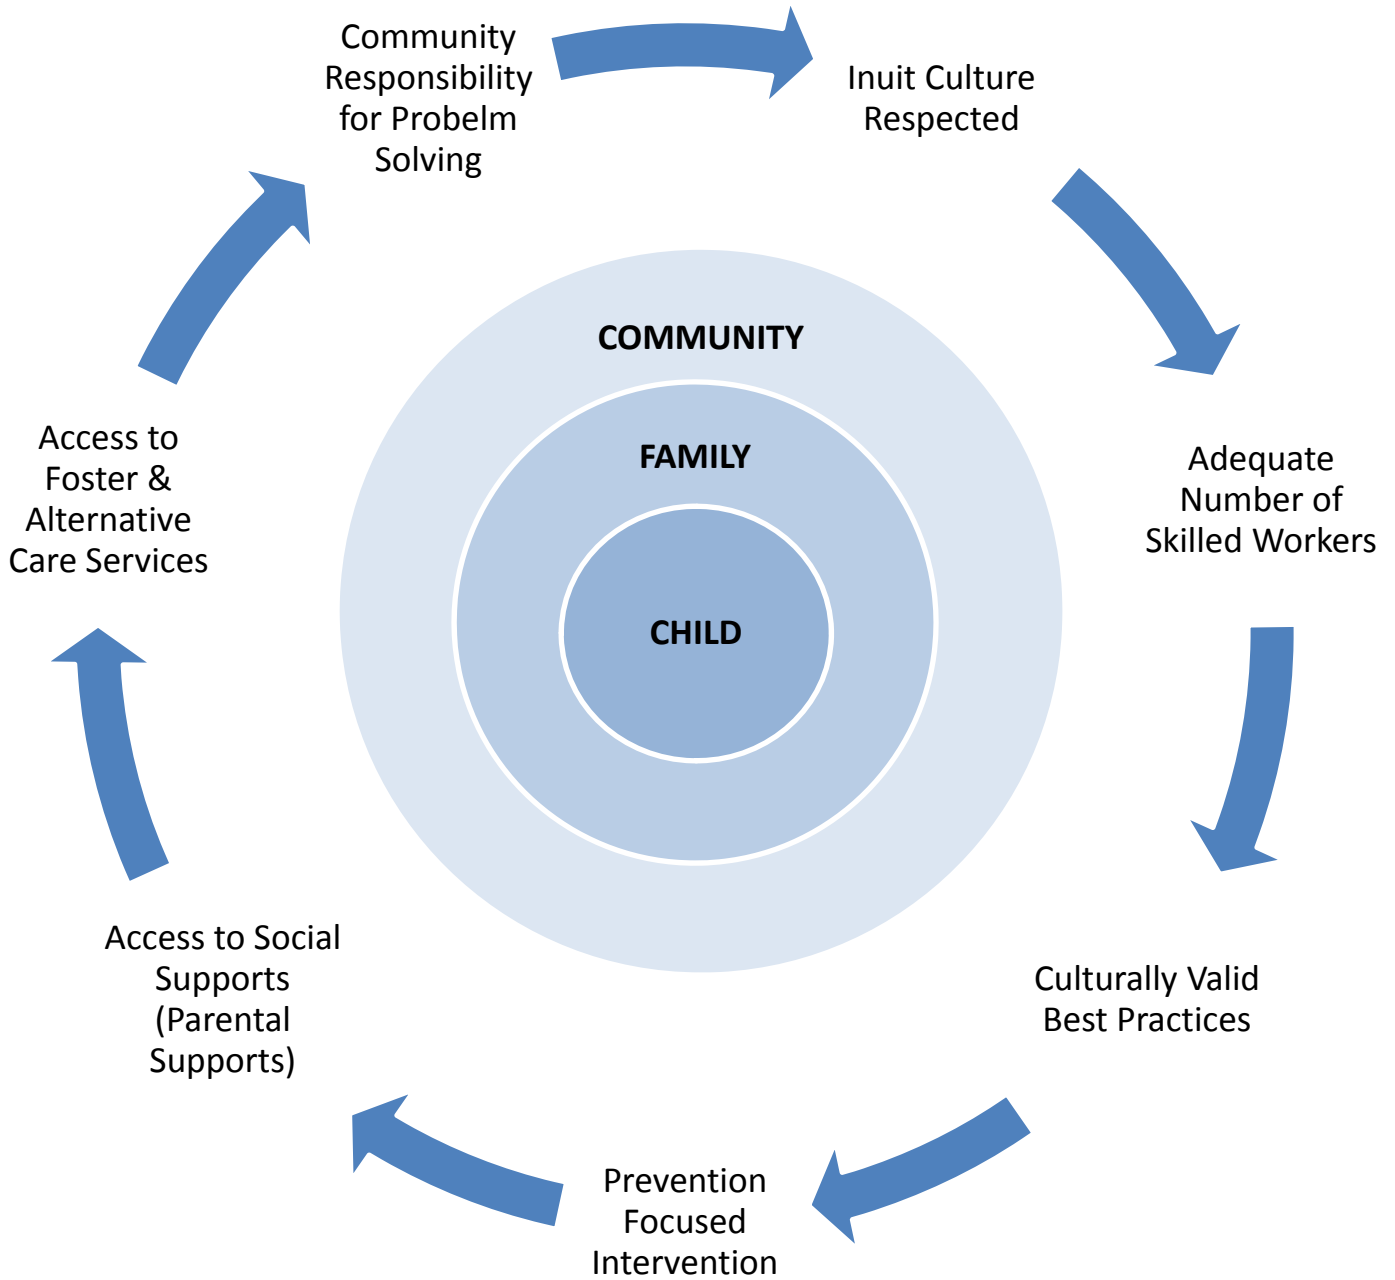 Community
Responsibility
for Probelm
Solving
Inuit Culture
Respected
Adequate
Number of
Skilled Workers
Culturally Valid
Best Practices
Prevention
Focused
Intervention
Access to Social
Supports
(Parental
Supports)
Access to
Foster &
Alternative
Care Services
COMMUNITY
FAMILY
CHILD